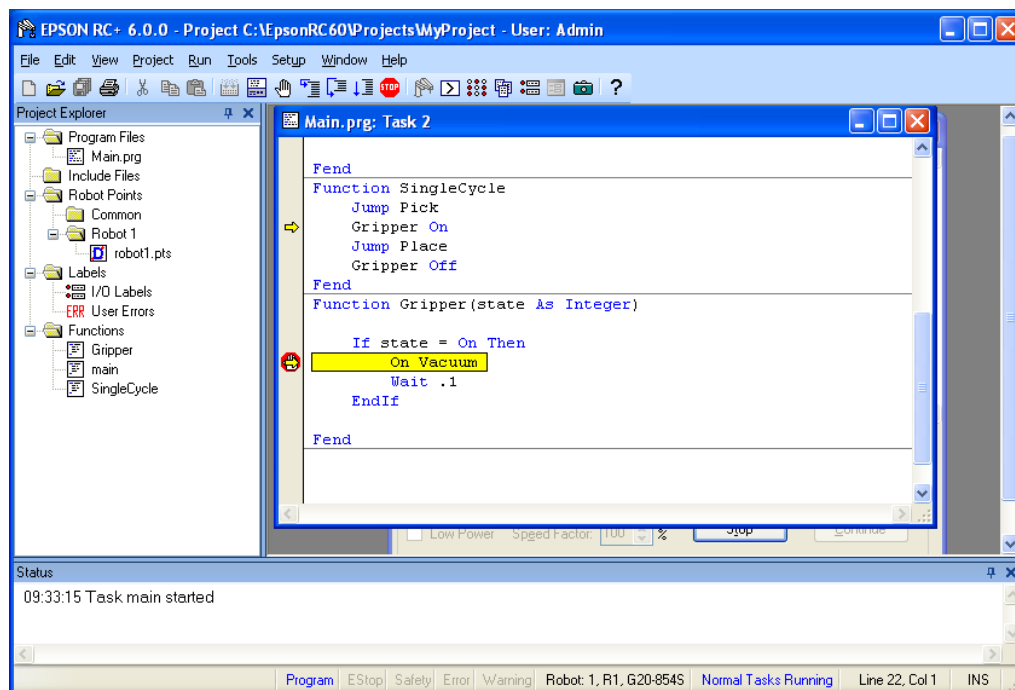 EPSON RC+ 6.0.0 - Project C:\EpsonRC60\Projects\MyProject - User: Admin
File Edit View Project Run Tools Setup Window Help
STOP
Project Explorer
Program Files
Main.prg
Include Files
Robot Points
Common
Robot 1
robot1.pts
Labels
I/O Labels
ERR User Errors
Functions
Gripper
main
SingleCycle
Main.prg: Task 2
Fend
Function SingleCycle
Jump Pick
Gripper On
Jump Place
Gripper Off
Fend
Function Gripper(state As Integer)
If state = On Then
On Vacuum
Wait .1
EndIf
Fend
Low Power Speed Factor: 100 % Stop Continue
Status
09:33:15 Task main started
Program EStop Safety Error Warning Robot: 1, R1, G20-854S Normal Tasks Running Line 22, Col 1 INS